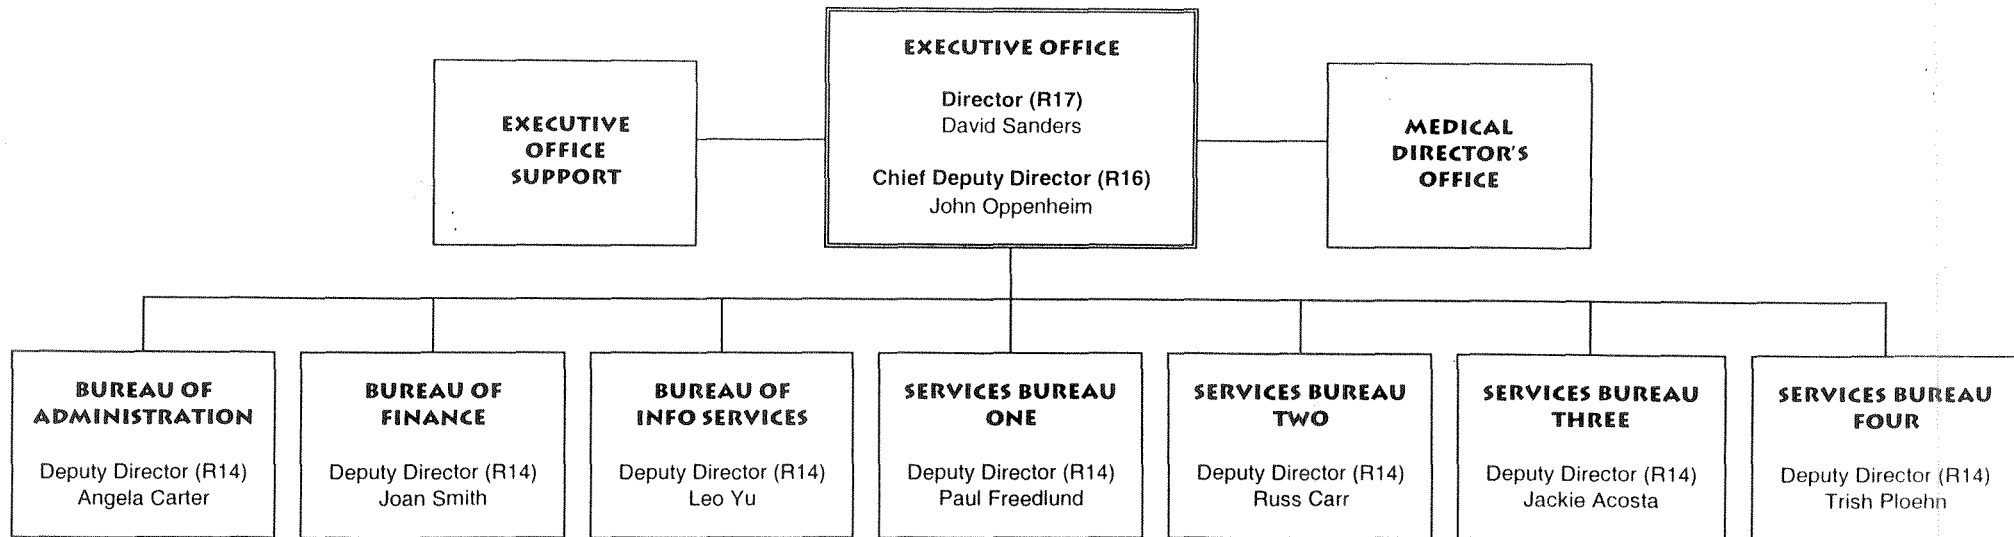 EXECUTIVE OFFICE
Director (R17)
David Sanders
Chief Deputy Director (R16)
John Oppenheim
EXECUTIVE
OFFICE
SUPPORT
MEDICAL
DIRECTOR'S
OFFICE
BUREAU OF
ADMINISTRATION
Deputy Director (R14)
Angela Carter
BUREAU OF
FINANCE
Deputy Director (R14)
Joan Smith
BUREAU OF
INFO SERVICES
Deputy Director (R14)
Leo Yu
SERVICES BUREAU
ONE
Deputy Director (R14)
Paul Freedlund
SERVICES BUREAU
TWO
Deputy Director (R14)
Russ Carr
SERVICES BUREAU
THREE
Deputy Director (R14)
Jackie Acosta
SERVICES BUREAU
FOUR
Deputy Director (R14)
Trish Ploehn